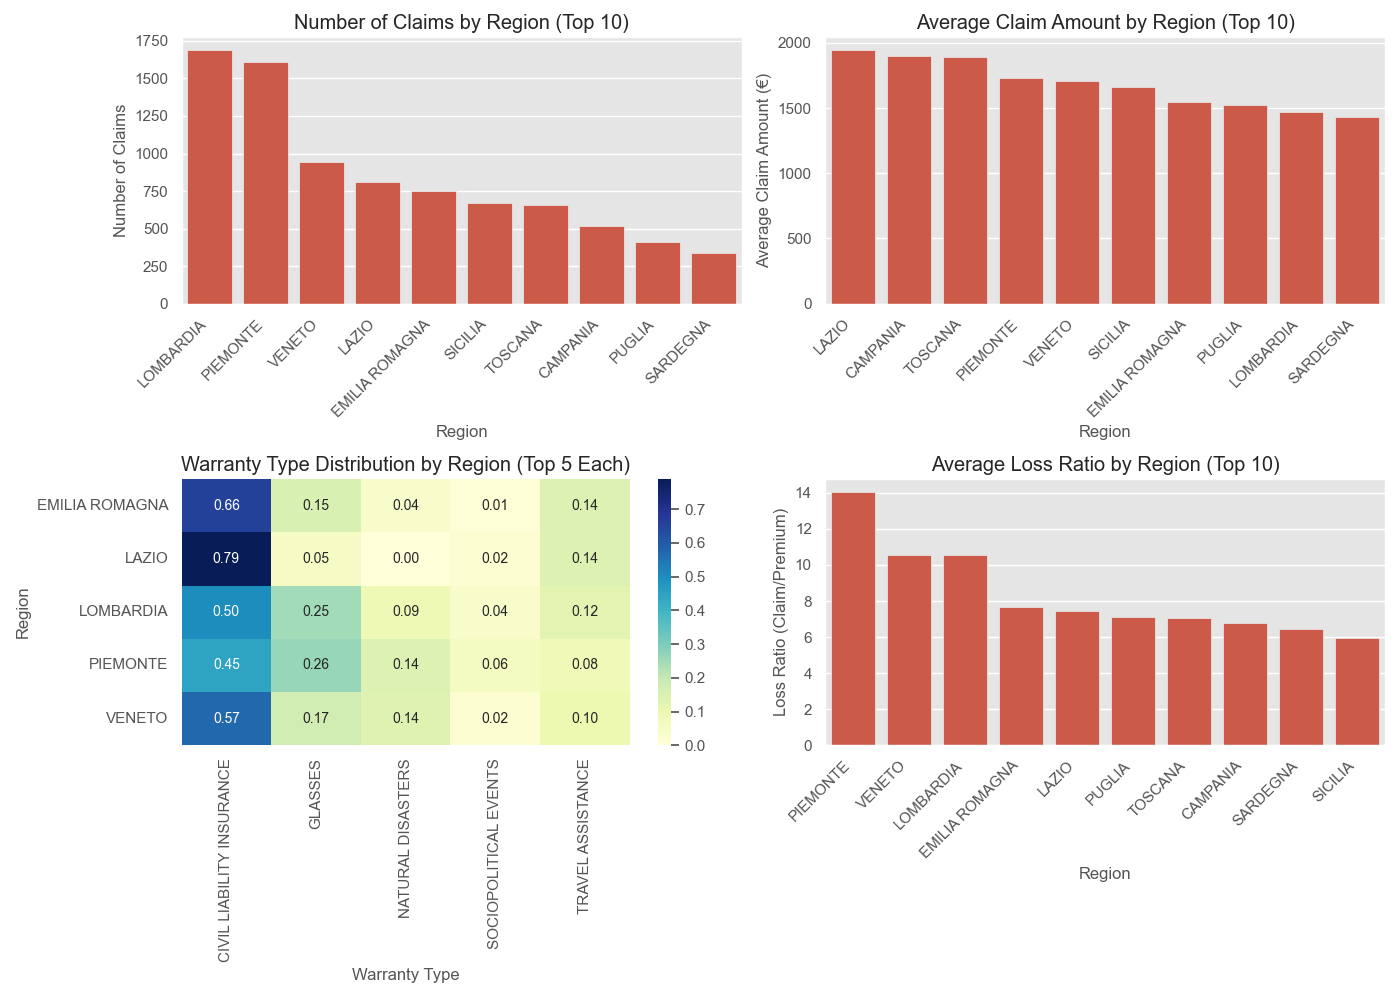 Number of Claims by Region (Top 10)
Number of Claims
1750
1500
1250
1000
750
500
250
0
LOMBARDIA
PIEMONTE
VENETO
LAZIO
EMILIA ROMAGNA
SICILIA
TOSCANA
CAMPANIA
PUGLIA
SARDEGNA
Region
Average Claim Amount by Region (Top 10)
Average Claim Amount (€)
2000
1500
1000
500
0
LAZIO
CAMPANIA
TOSCANA
PIEMONTE
VENETO
SICILIA
EMILIA ROMAGNA
PUGLIA
LOMBARDIA
SARDEGNA
Region
Warranty Type Distribution by Region (Top 5 Each)
Region
EMILIA ROMAGNA 0.66 0.15 0.04 0.01 0.14
LAZIO 0.79 0.05 0.00 0.02 0.14
LOMBARDIA 0.50 0.25 0.09 0.04 0.12
PIEMONTE 0.45 0.26 0.14 0.06 0.08
VENETO 0.57 0.17 0.14 0.02 0.10
0.7
0.6
0.5
0.4
0.3
0.2
0.1
0.0
CIVIL LIABILITY INSURANCE
GLASSES
NATURAL DISASTERS
SOCIOPOLITICAL EVENTS
TRAVEL ASSISTANCE
Warranty Type
Average Loss Ratio by Region (Top 10)
Loss Ratio (Claim/Premium)
14
12
10
8
6
4
2
0
PIEMONTE
VENETO
LOMBARDIA
EMILIA ROMAGNA
LAZIO
PUGLIA
TOSCANA
CAMPANIA
SARDEGNA
SICILIA
Region